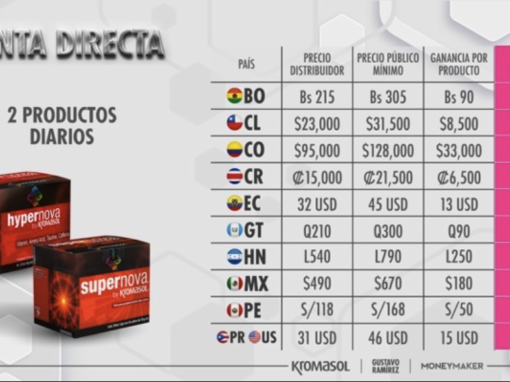 NTA DIRECTA
2 PRODUCTOS
DIARIOS
hypernova
by Kromasol
supernova
by Kromasol
PAÍS PRECIO DISTRIBUIDOR PRECIO PÚBLICO MÍNIMO GANANCIA POR PRODUCTO
BO Bs 215 Bs 305 Bs 90
CL $23,000 $31,500 $8,500
CO $95,000 $128,000 $33,000
CR ₡15,000 ₡21,500 ₡6,500
EC 32 USD 45 USD 13 USD
GT Q210 Q300 Q90
HN L540 L790 L250
MX $490 $670 $180
PE S/118 S/168 S/50
PR US 31 USD 46 USD 15 USD
KROMASOL GUSTAVO RAMÍREZ MONEYMAKER